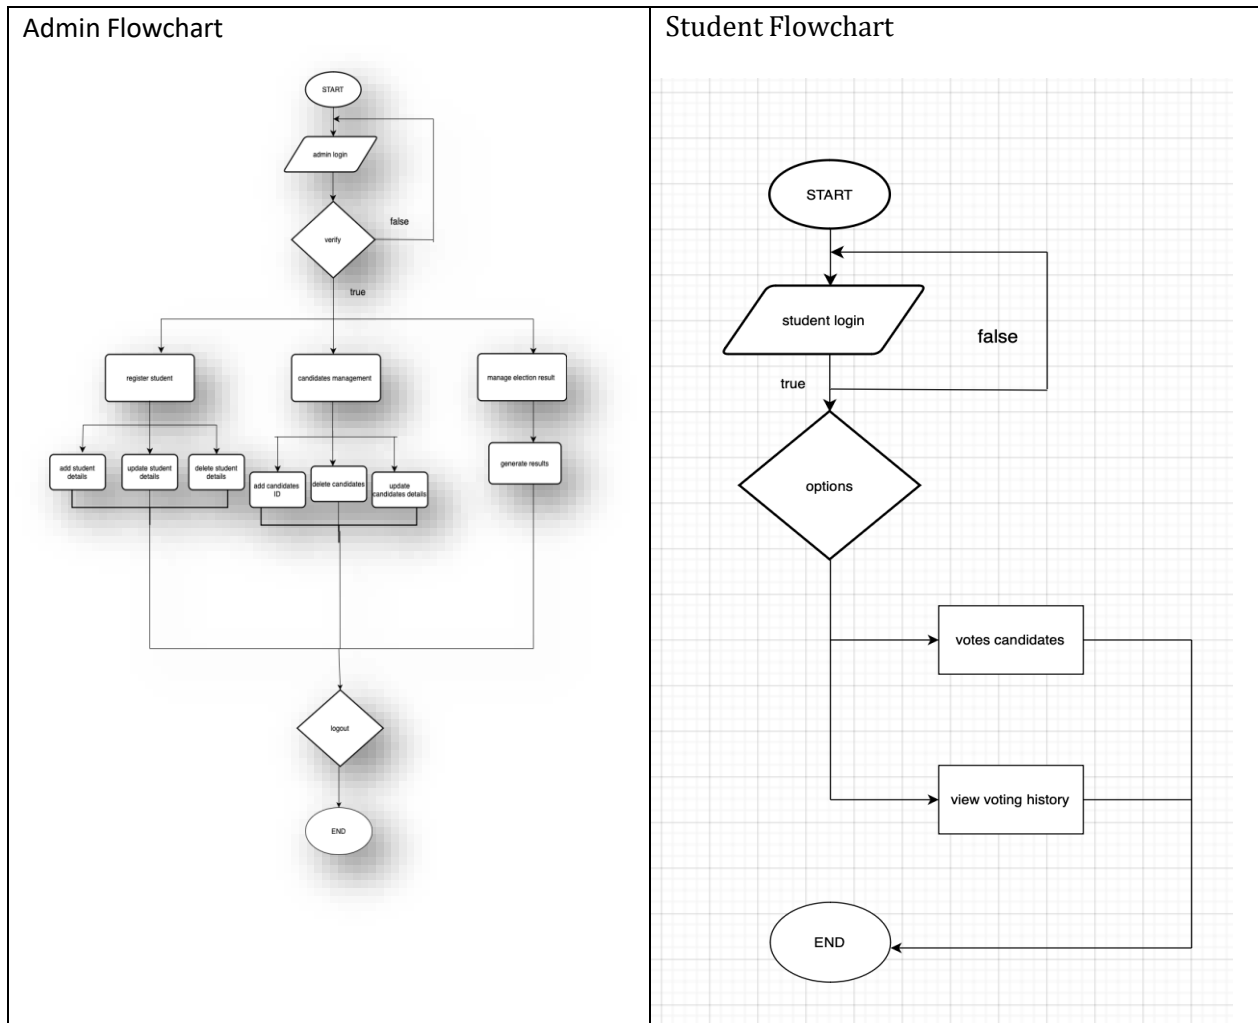 Admin Flowchart
START
admin login
verify
false
true
register student
candidates management
manage election result
add student
details
update student
details
delete student
details
add candidates
ID
delete candidates
update
candidates details
generate results
logout
END
Student Flowchart
START
student login
false
true
options
votes candidates
view voting history
END